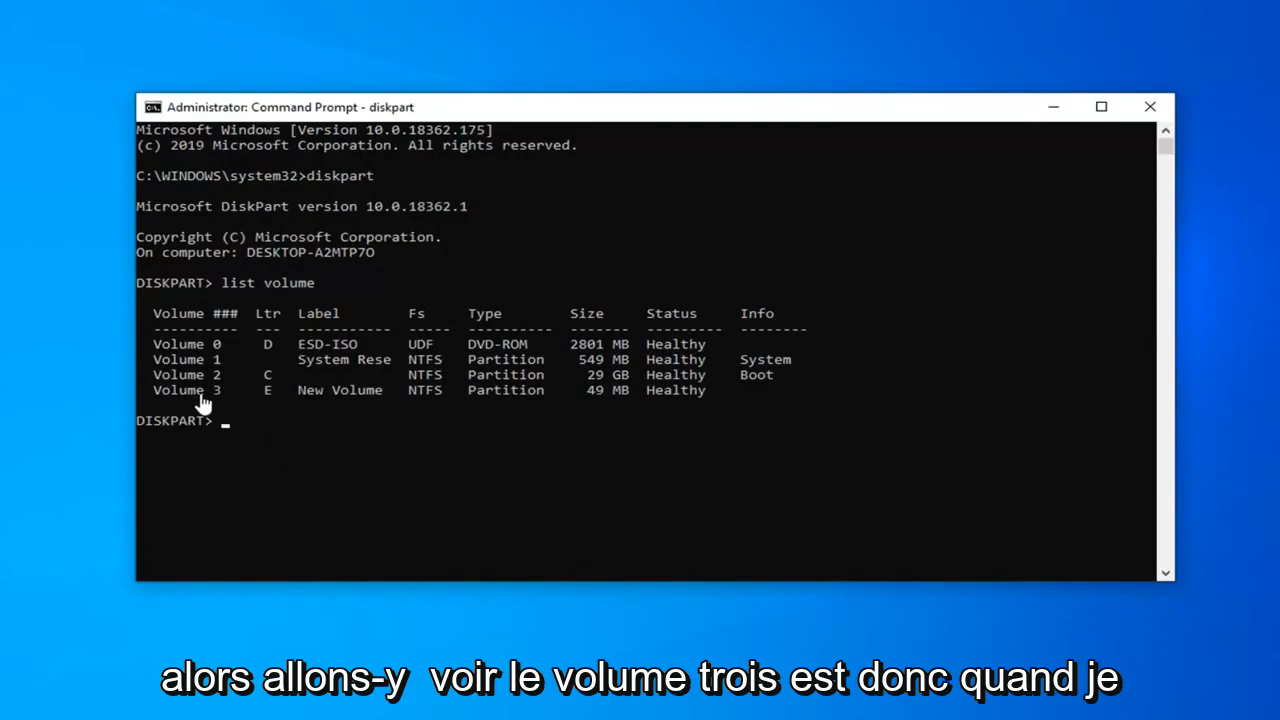 Administrator: Command Prompt - diskpart
Microsoft Windows [Version 10.0.18362.175]
(c) 2019 Microsoft Corporation. All rights reserved.
C:\WINDOWS\system32>diskpart
Microsoft DiskPart version 10.0.18362.1
Copyright (C) Microsoft Corporation.
On computer: DESKTOP-A2MTP7O
DISKPART> list volume
Volume ### Ltr Label Fs Type Size Status Info
---------- --- ----------- ----- ---------- ------- --------- --------
Volume 0 D ESD-ISO UDF DVD-ROM 2801 MB Healthy
Volume 1 System Rese NTFS Partition 549 MB Healthy System
Volume 2 C NTFS Partition 29 GB Healthy Boot
Volume 3 E New Volume NTFS Partition 49 MB Healthy
DISKPART> _
alors allons-y voir le volume trois est donc quand je